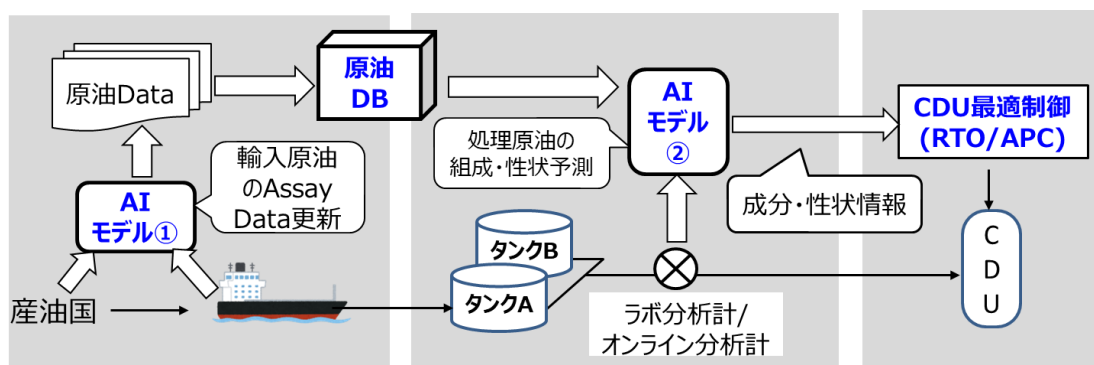 原油Data
原油
DB
AI
モデル
②
CDU最適制御
(RTO/APC)
処理原油の
組成・性状予測
輸入原油
のAssay
Data更新
AI
モデル①
成分・性状情報
タンクB
タンクA
C
D
U
産油国
ラボ分析計/
オンライン分析計